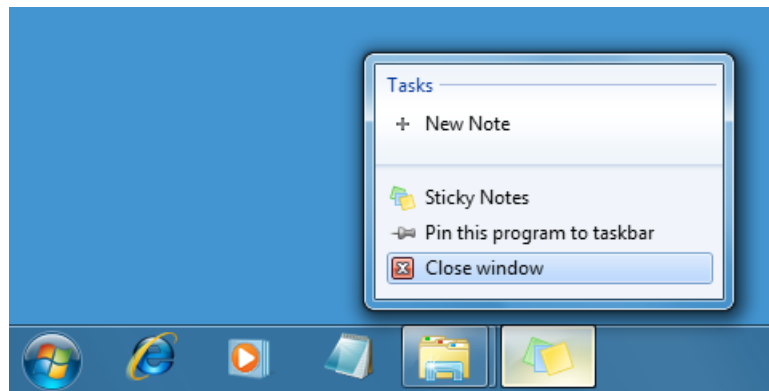 Tasks
New Note
Sticky Notes
Pin this program to taskbar
Close window